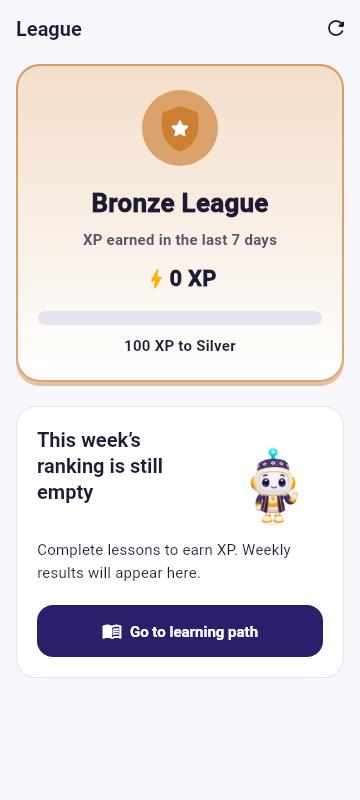 League
Bronze League
XP earned in the last 7 days
0 XP
100 XP to Silver
This week’s
ranking is still
empty
Complete lessons to earn XP. Weekly
results will appear here.
Go to learning path